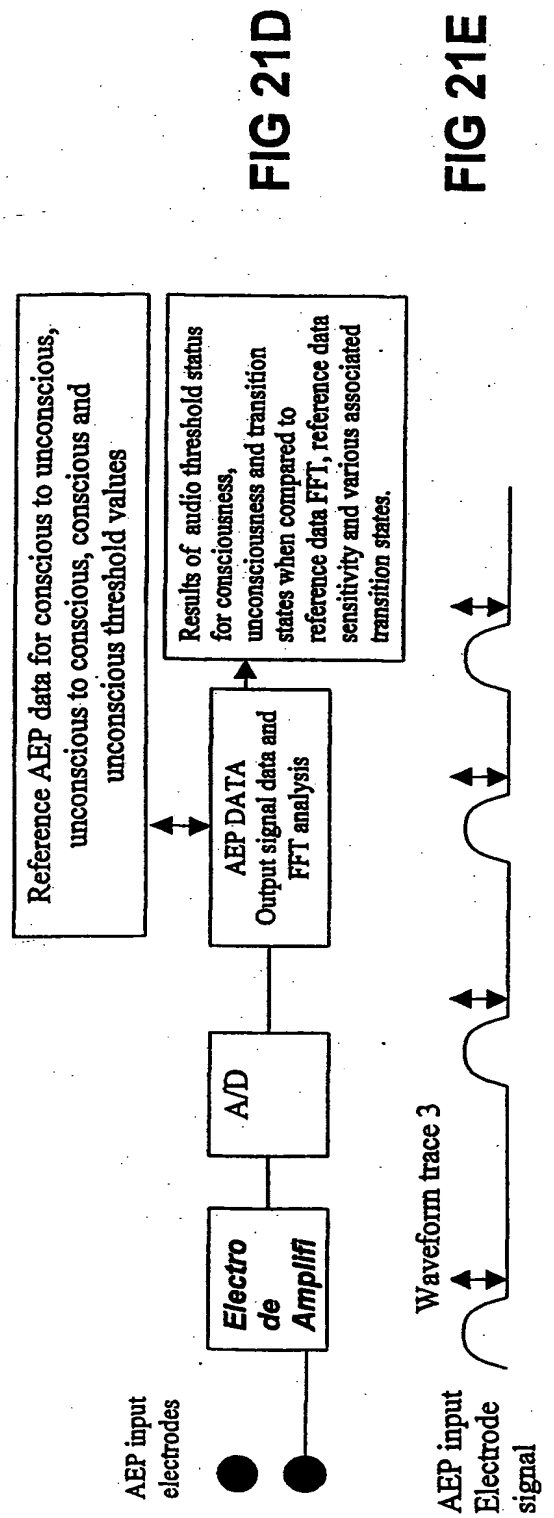 Reference AEP data for conscious to unconscious,
unconscious to conscious, conscious and
unconscious threshold values
AEP input
electrodes
Electro
de
Amplifi
A/D
AEP DATA
Output signal data and
FFT analysis
Results of audio threshold status
for consciousness,
unconsciousness and transition
states when compared to
reference data FFT, reference data
sensitivity and various associated
transition states.
FIG 21D
AEP input
Electrode
signal
Waveform trace 3
FIG 21E